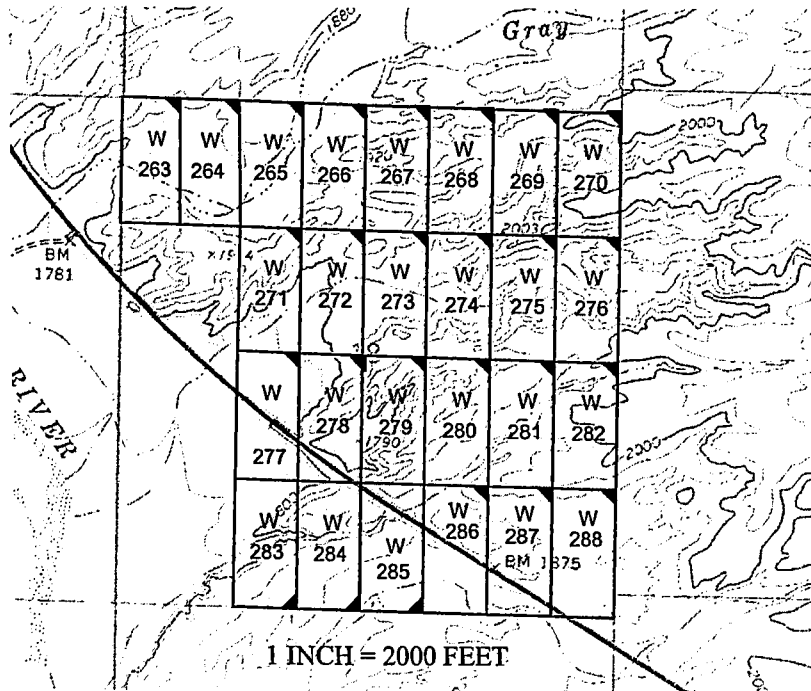 1880
Gray
W W W W W W W W
263 264 265 266 267 268 269 270
2000
BM
1781
W W W W W W
271 272 273 274 275 276
RIVER
W W W W W W
277 278 279 280 281 282
1790
2000
W W W W W W
283 284 285 286 287 288
BM 1875
1 INCH = 2000 FEET